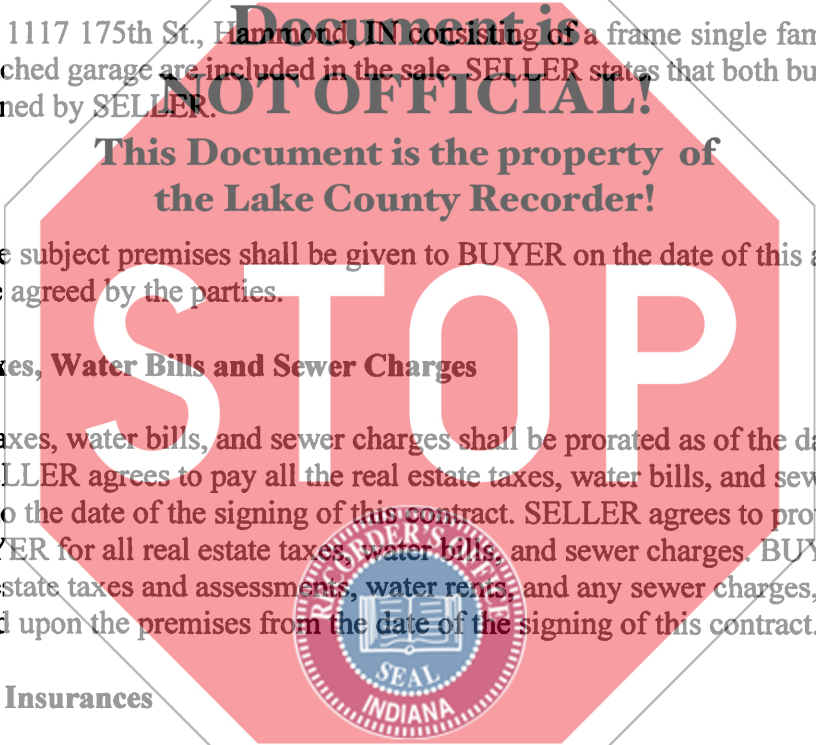 Document is
1117 175th St., Hammond, IN consisting of a frame single fam
ched garage are included in the sale. SELLER states that both bu
NOT OFFICIAL!
ned by SELLER.
This Document is the property of
the Lake County Recorder!
e subject premises shall be given to BUYER on the date of this a
e agreed by the parties.
STOP
es, Water Bills and Sewer Charges
axes, water bills, and sewer charges shall be prorated as of the da
LLER agrees to pay all the real estate taxes, water bills, and sew
o the date of the signing of this contract. SELLER agrees to pro
YER for all real estate taxes, water bills, and sewer charges. BUY
estate taxes and assessments, water rents, and any sewer charges,
d upon the premises from the date of the signing of this contract.
RECORDER'S OFFICE
SEAL
INDIANA
Insurances